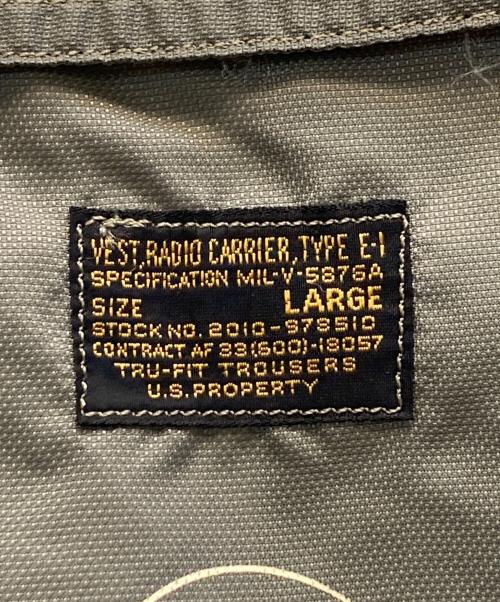 VEST, RADIO CARRIER, TYPE E-1
SPECIFICATION MIL-V-5876A
SIZE LARGE
STOCK NO. 2010-973510
CONTRACT AF 33(600)-18057
TRU-FIT TROUSERS
U.S. PROPERTY